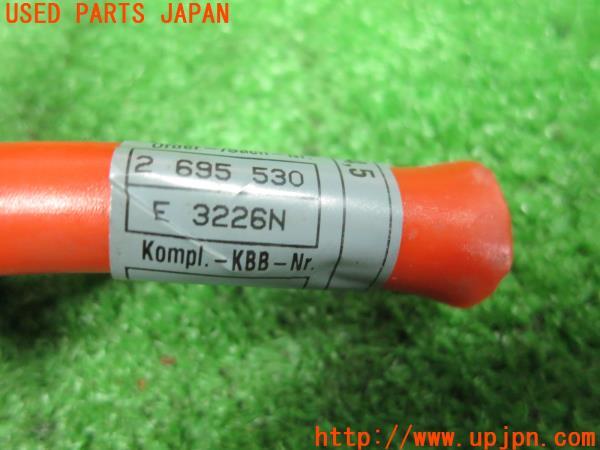 USED PARTS JAPAN
2 695 530
E 3226N
Kompl.-KBB-Nr.
http://www.upjpn.com